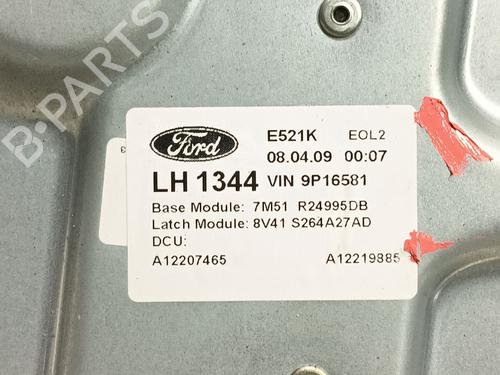 B-PARTS
Ford
E521K EOL2
08.04.09 00:07
LH 1344 VIN 9P16581
Base Module: 7M51 R24995DB
Latch Module: 8V41 S264A27AD
DCU:
A12207465 A12219885